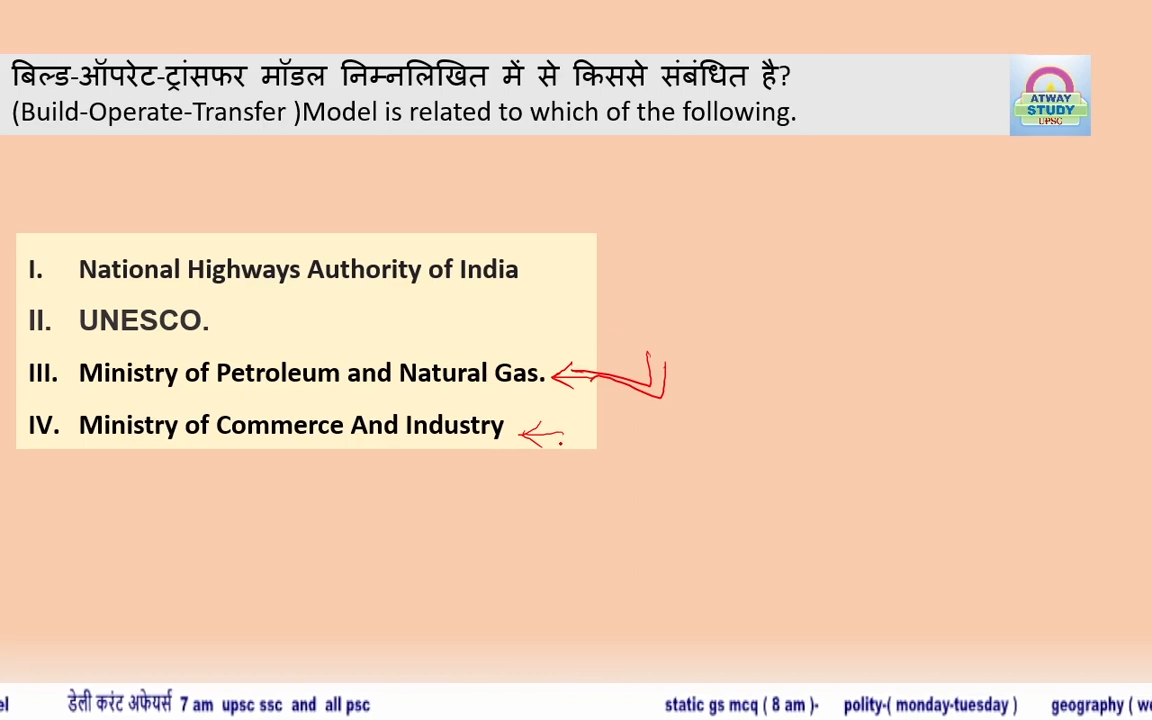 बिल्ड-ऑपरेट-ट्रांसफर मॉडल निम्नलिखित में से किससे संबंधित है?
(Build-Operate-Transfer )Model is related to which of the following.
ATWAY
STUDY
UPSC
I. National Highways Authority of India
II. UNESCO.
III. Ministry of Petroleum and Natural Gas.
IV. Ministry of Commerce And Industry
डेली करंट अफेयर्स 7 am upsc ssc and all psc static gs mcq ( 8 am )- polity-( monday-tuesday ) geography (